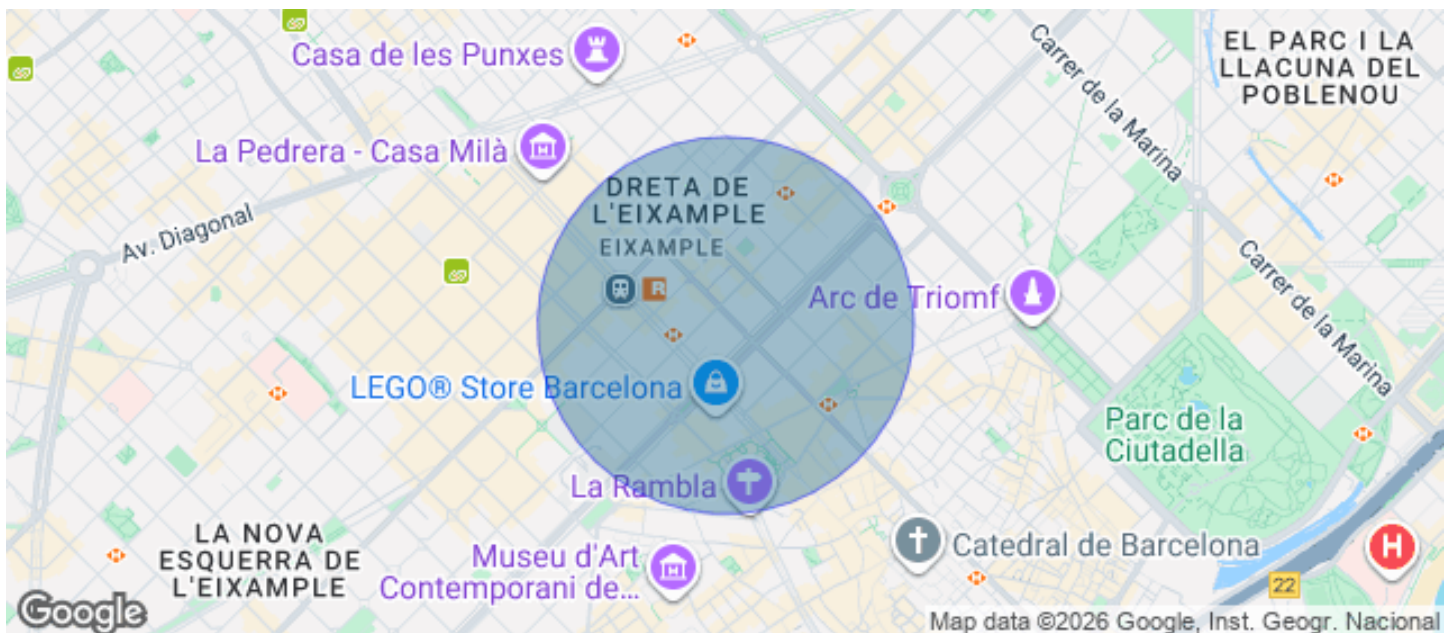 Casa de les Punxes
Carrer de la Marina
EL PARC I LA
LLACUNA DEL
POBLENOU
La Pedrera - Casa Milà
DRETA DE
L'EIXAMPLE
EIXAMPLE
Av. Diagonal
R
Arc de Triomf
Carrer de la Marina
LEGO® Store Barcelona
Parc de la
Ciutadella
La Rambla
LA NOVA
ESQUERRA DE
L'EIXAMPLE
Museu d'Art
Contemporani de...
Catedral de Barcelona
H
22
Google
Map data ©2026 Google, Inst. Geogr. Nacional